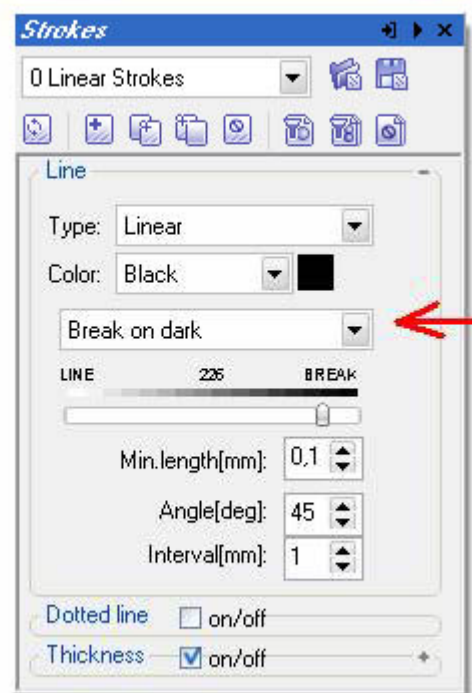 Strokes
0 Linear Strokes
Line
Type: Linear
Color: Black
Break on dark
LINE 226 BREAK
Min.length[mm]: 0,1
Angle[deg]: 45
Interval[mm]: 1
Dotted line on/off
Thickness on/off